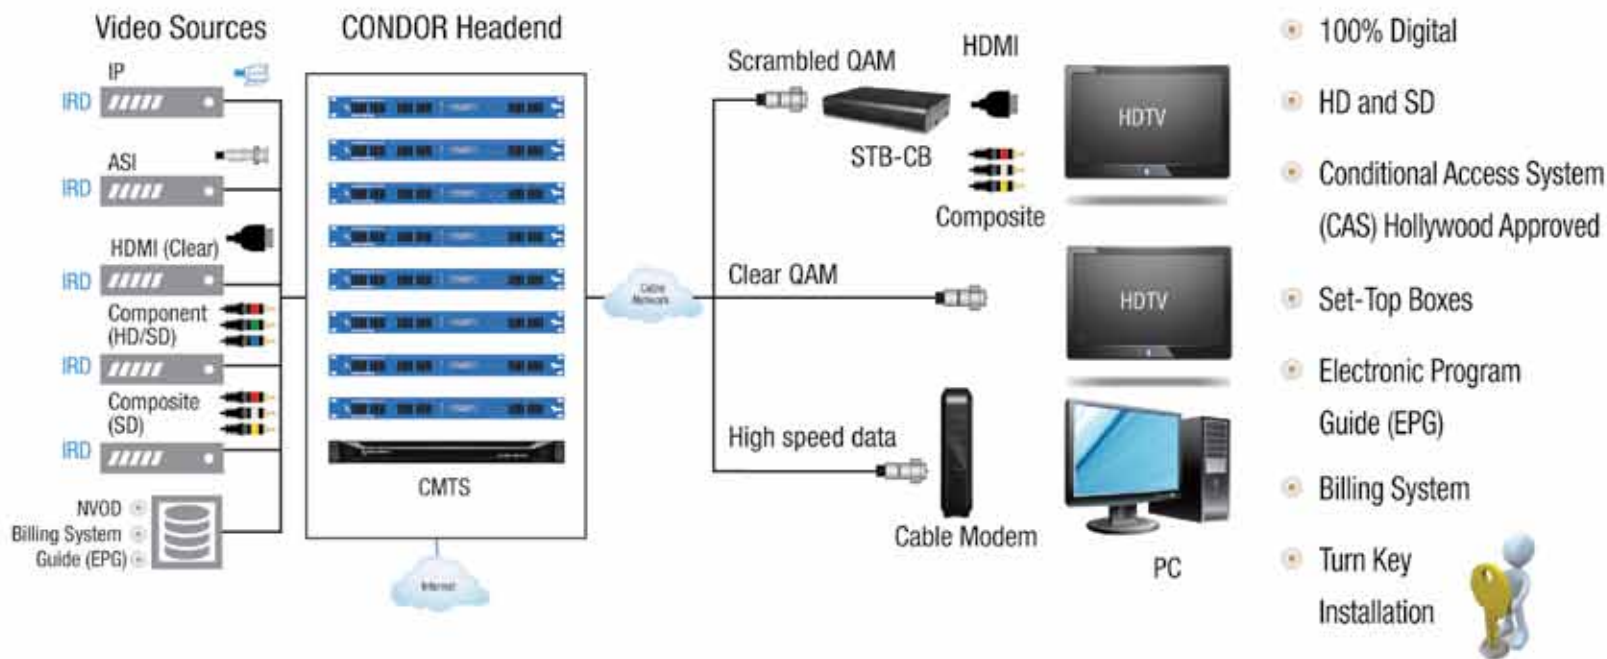 Video Sources
CONDOR Headend
IP
IRD
ASI
IRD
HDMI (Clear)
IRD
Component
(HD/SD)
IRD
Composite
(SD)
IRD
NVOD
Billing System
Guide (EPG)
CMTS
Internet
Cable
Network
Scrambled QAM
HDMI
STB-CB
Composite
HDTV
Clear QAM
HDTV
High speed data
Cable Modem
PC
100% Digital
HD and SD
Conditional Access System
(CAS) Hollywood Approved
Set-Top Boxes
Electronic Program
Guide (EPG)
Billing System
Turn Key
Installation